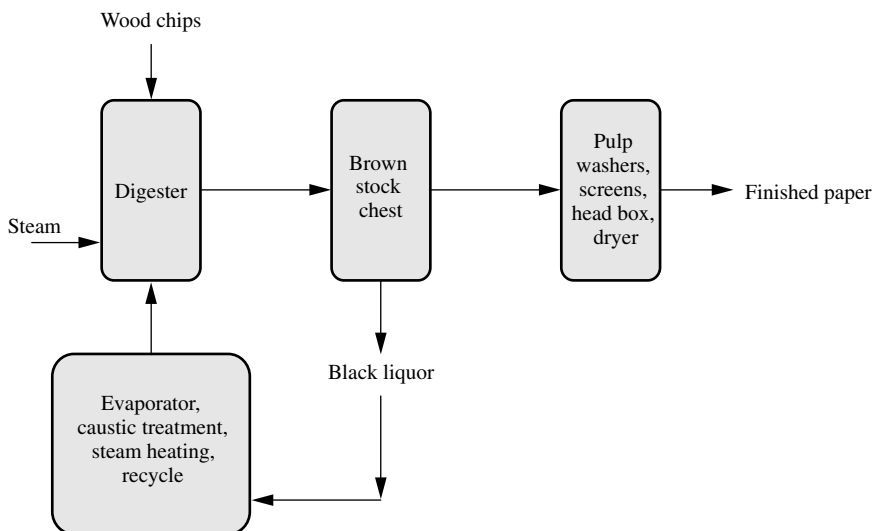 Wood chips
Digester
Steam
Brown
stock
chest
Pulp
washers,
screens,
head box,
dryer
Finished paper
Black liquor
Evaporator,
caustic treatment,
steam heating,
recycle